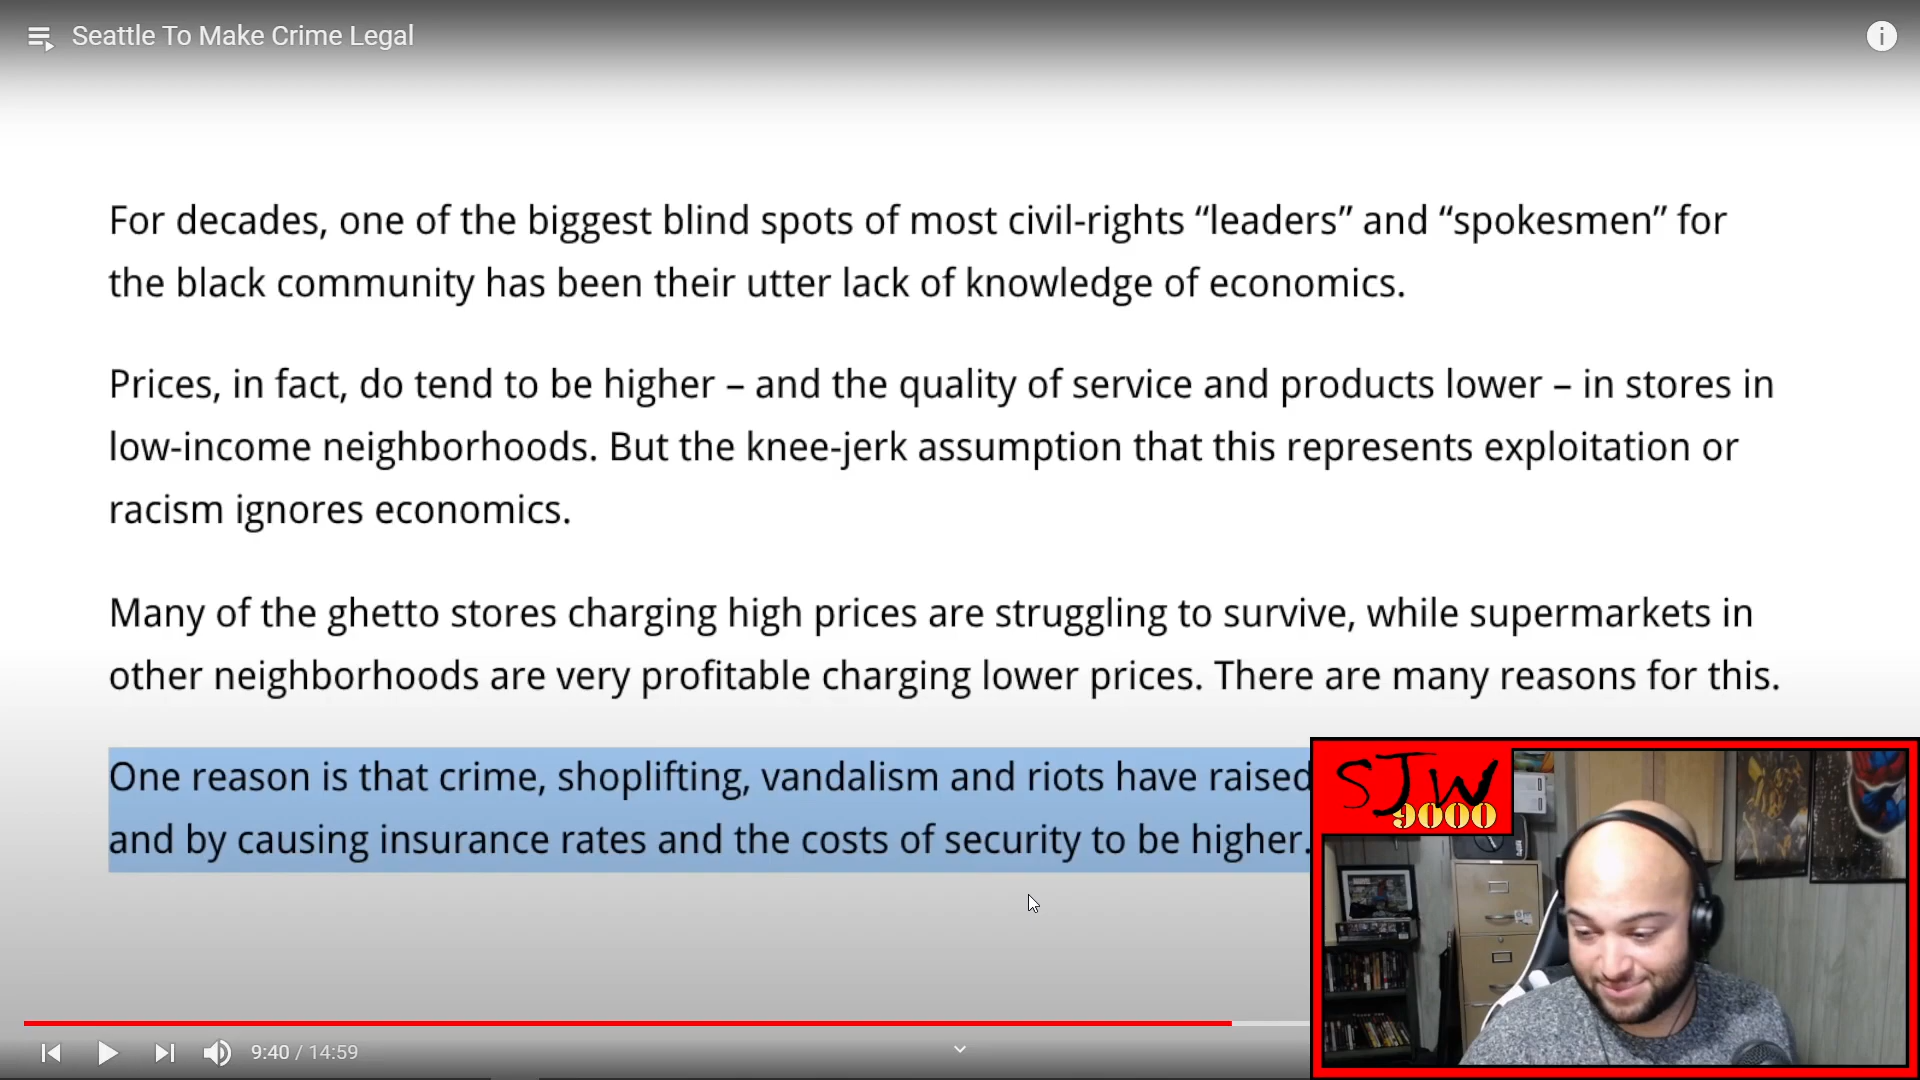 Seattle To Make Crime Legal
For decades, one of the biggest blind spots of most civil-rights “leaders” and “spokesmen” for
the black community has been their utter lack of knowledge of economics.
Prices, in fact, do tend to be higher – and the quality of service and products lower – in stores in
low-income neighborhoods. But the knee-jerk assumption that this represents exploitation or
racism ignores economics.
Many of the ghetto stores charging high prices are struggling to survive, while supermarkets in
other neighborhoods are very profitable charging lower prices. There are many reasons for this.
One reason is that crime, shoplifting, vandalism and riots have raised
and by causing insurance rates and the costs of security to be higher.
SJW
9000
9:40 / 14:59